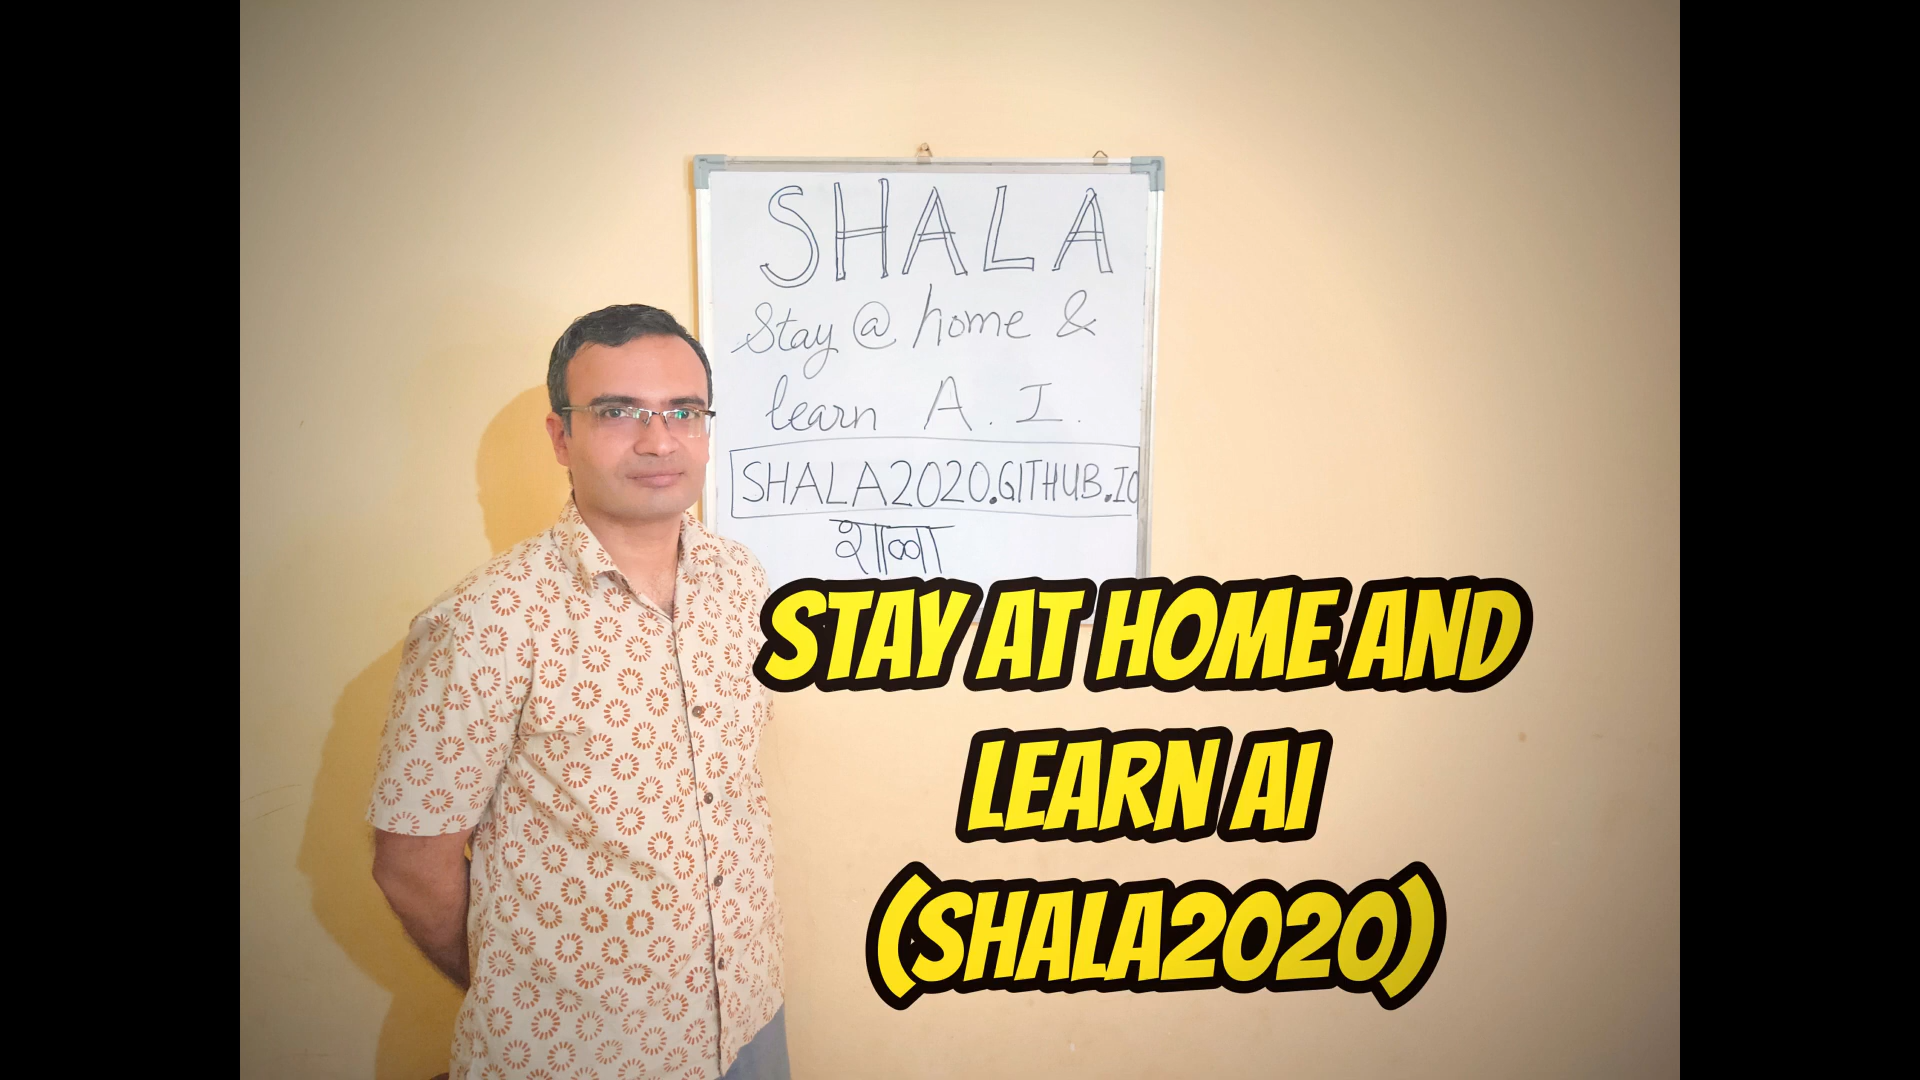 SHALA
Stay @ home &
learn A. I.
SHALA2020.GITHUB.IO
शाळा
STAY AT HOME AND
LEARN AI
(SHALA2020)